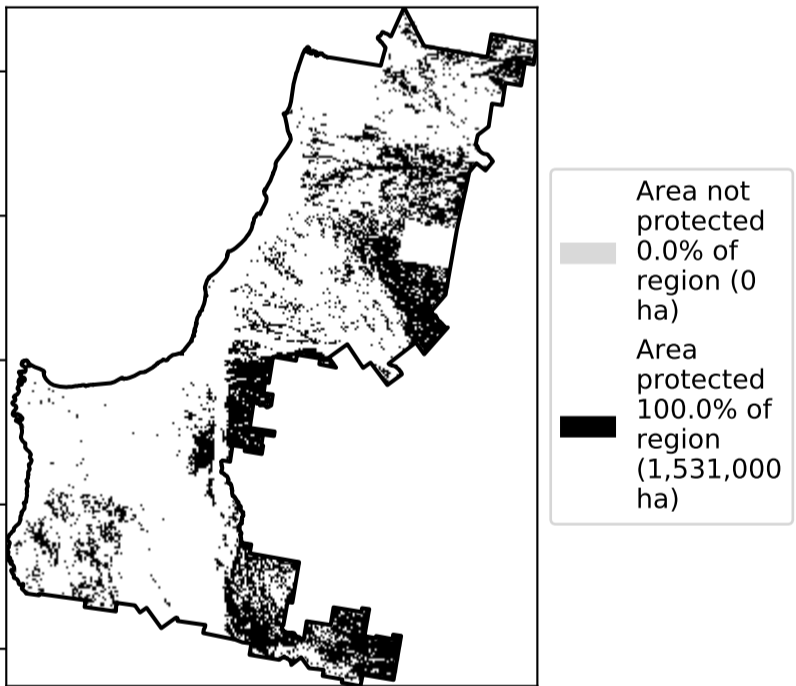 Area not
protected
0.0% of
region (0
ha)
Area
protected
100.0% of
region
(1,531,000
ha)